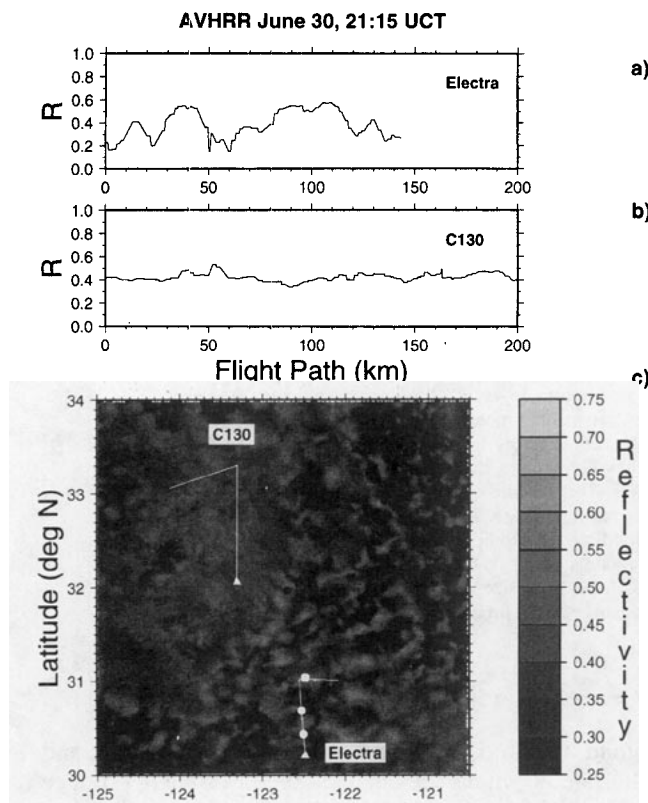 AVHRR June 30, 21:15 UCT
a)
1.0
0.8
0.6
0.4
0.2
0.0
R
Electra
0 50 100 150 200
b)
1.0
0.8
0.6
0.4
0.2
0.0
R
C130
0 50 100 150 200
Flight Path (km)
c)
34
33
32
31
30
Latitude (deg N)
C130
Electra
-125 -124 -123 -122 -121
0.75
0.70
0.65
0.60
0.55
0.50
0.45
0.40
0.35
0.30
0.25
Reflectivity